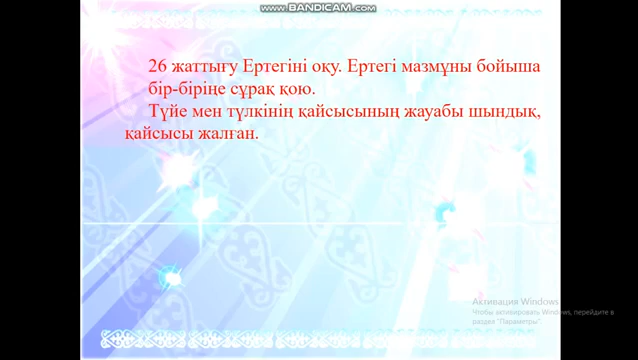 www.BANDICAM.com
26 жаттығу Ертегіні оқу. Ертегі мазмұны бойыша
бір-біріңе сұрақ қою.
Түйе мен түлкінің қайсысының жауабы шындық,
қайсысы жалған.
Активация Windows
Чтобы активировать Windows, перейдите в
раздел "Параметры".